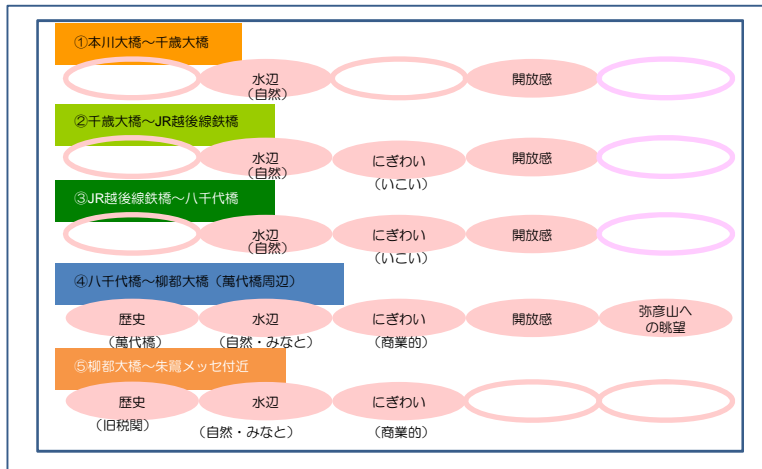 ①本川大橋～千歳大橋
水辺
（自然）
開放感
②千歳大橋～JR越後線鉄橋
水辺
（自然）
にぎわい
（いこい）
開放感
③JR越後線鉄橋～八千代橋
水辺
（自然）
にぎわい
（いこい）
開放感
④八千代橋～柳都大橋（萬代橋周辺）
歴史
（萬代橋）
水辺
（自然・みなと）
にぎわい
（商業的）
開放感
弥彦山へ
の眺望
⑤柳都大橋～朱鷺メッセ付近
歴史
（旧税関）
水辺
（自然・みなと）
にぎわい
（商業的）